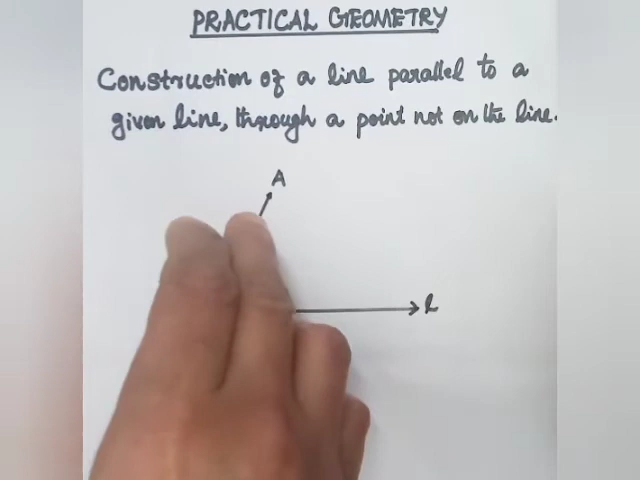 PRACTICAL GEOMETRY
Construction of a line parallel to a
given line, through a point not on the line.
A
l